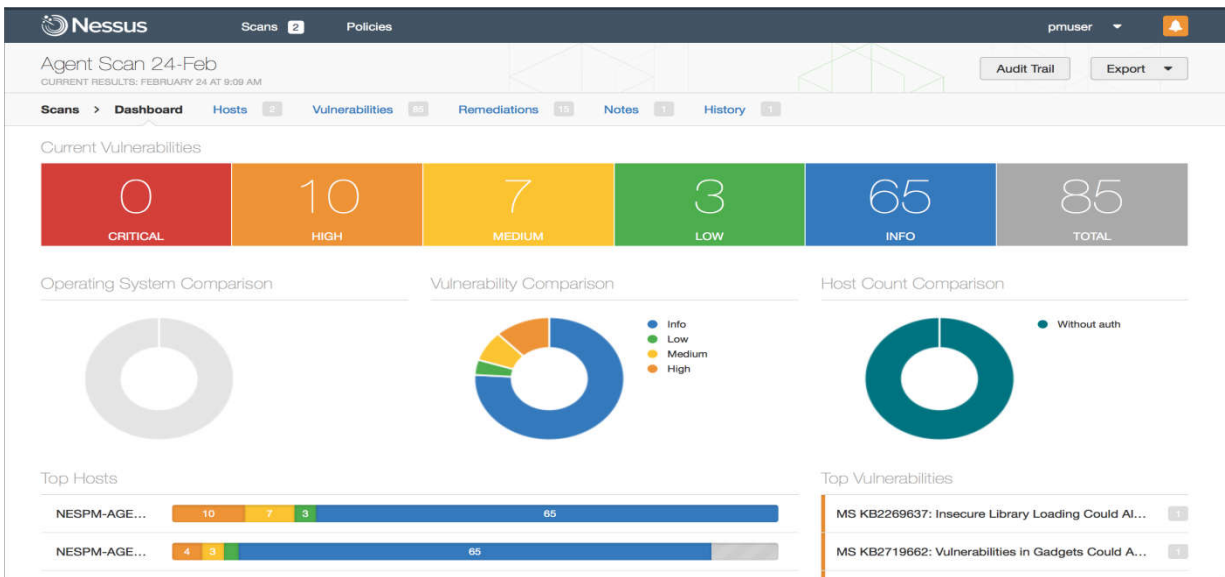 Nessus Scans 2 Policies pmuser
Agent Scan 24-Feb
CURRENT RESULTS: FEBRUARY 24 AT 9:09 AM
Audit Trail Export
Scans > Dashboard Hosts 2 Vulnerabilities 85 Remediations 15 Notes 1 History 1
Current Vulnerabilities
0 10 7 3 65 85
CRITICAL HIGH MEDIUM LOW INFO TOTAL
Operating System Comparison
Vulnerability Comparison
Info
Low
Medium
High
Host Count Comparison
Without auth
Top Hosts
NESPM-AGE... 10 7 3 65
NESPM-AGE... 4 3 65
Top Vulnerabilities
MS KB2269637: Insecure Library Loading Could Al... 1
MS KB2719662: Vulnerabilities in Gadgets Could A... 1